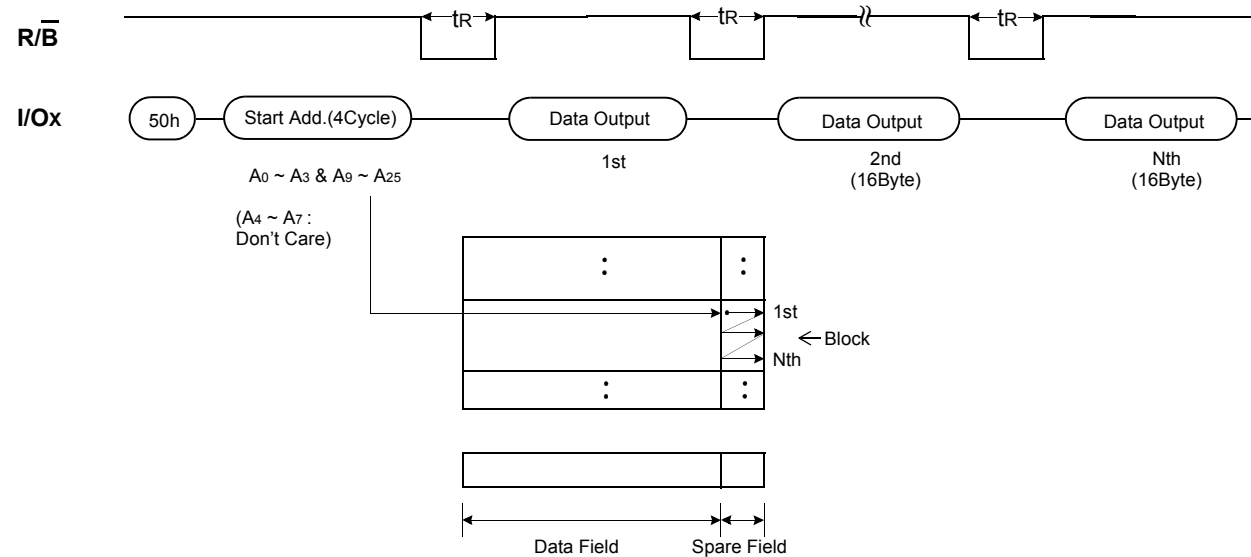 tR tR tR
R/B
I/Ox 50h Start Add.(4Cycle) Data Output Data Output Data Output
1st 2nd Nth
(16Byte) (16Byte)
A0 ~ A3 & A9 ~ A25
(A4 ~ A7 :
Don't Care)
1st
Block
Nth
Data Field Spare Field